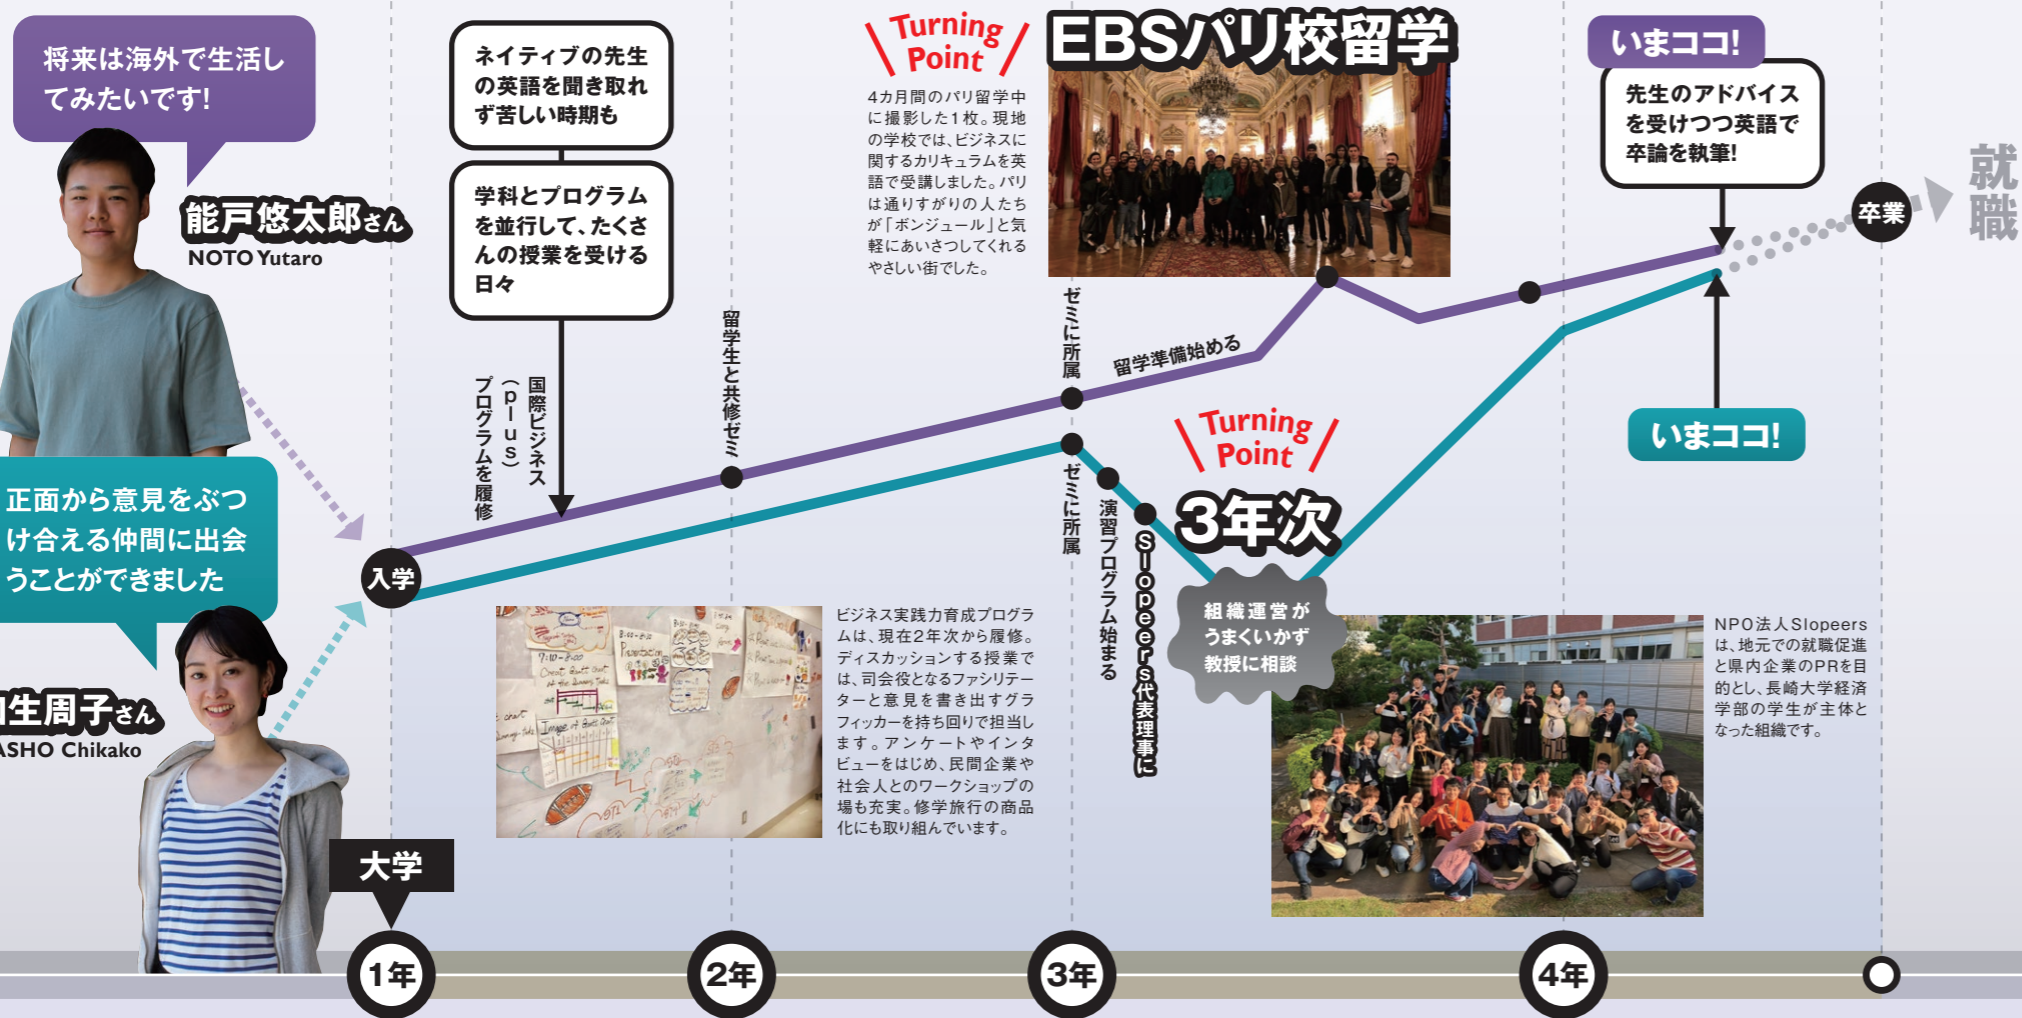 将来は海外で生活し
てみたいです!
能戸悠太郎さん
NOTO Yutaro
正面から意見をぶつ
け合える仲間に出会
うことができました
生周子さん
ASHO Chikako
入学
大学
ネイティブの先生
の英語を聞き取れ
ず苦しい時期も
学科とプログラム
を並行して、たくさ
んの授業を受ける
日々
国際ビジネス
(plus)
プログラムを履修
留学生と共修ゼミ
Turning
Point
EBSパリ校留学
4カ月間のパリ留学中
に撮影した1枚。現地
の学校では、ビジネスに
関するカリキュラムを英
語で受講しました。パリ
は通りすがりの人たち
が「ボンジュール」と気
軽にあいさつしてくれる
やさしい街でした。
ゼミに所属
留学準備始める
ゼミに所属
演習プログラム始まる
Slopeers代表理事に
Turning
Point
3年次
組織運営が
うまくいかず
教授に相談
ビジネス実践力育成プログラ
ムは、現在2年次から履修。
ディスカッションする授業で
は、司会役となるファシリテー
ターと意見を書き出すグラ
フィッカーを持ち回りで担当し
ます。アンケートやインタ
ビューをはじめ、民間企業や
社会人とのワークショップの
場も充実。修学旅行の商品
化にも取り組んでいます。
7:10-8:00
8:00-8:30
Presentation
NPO法人Slopeers
は、地元での就職促進
と県内企業のPRを目
的とし、長崎大学経済
学部の学生が主体と
なった組織です。
いまココ!
先生のアドバイス
を受けつつ英語で
卒論を執筆!
いまココ!
卒業
就職
1年
2年
3年
4年